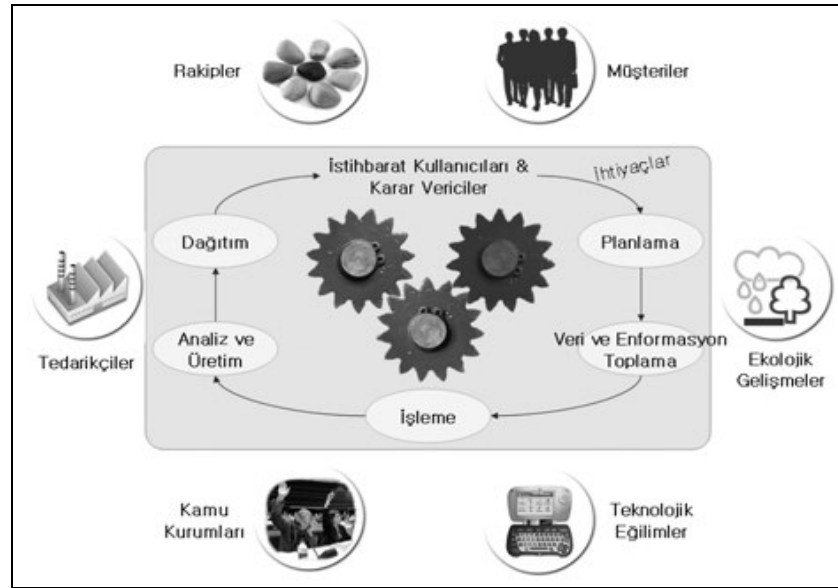 Rakipler
Müşteriler
İstihbarat Kullanıcıları &
Karar Vericiler
İhtiyaçlar
Dağıtım
Planlama
Tedarikçiler
Analiz ve
Üretim
Veri ve Enformasyon
Toplama
Ekolojik
Gelişmeler
İşleme
Kamu
Kurumları
Teknolojik
Eğilimler